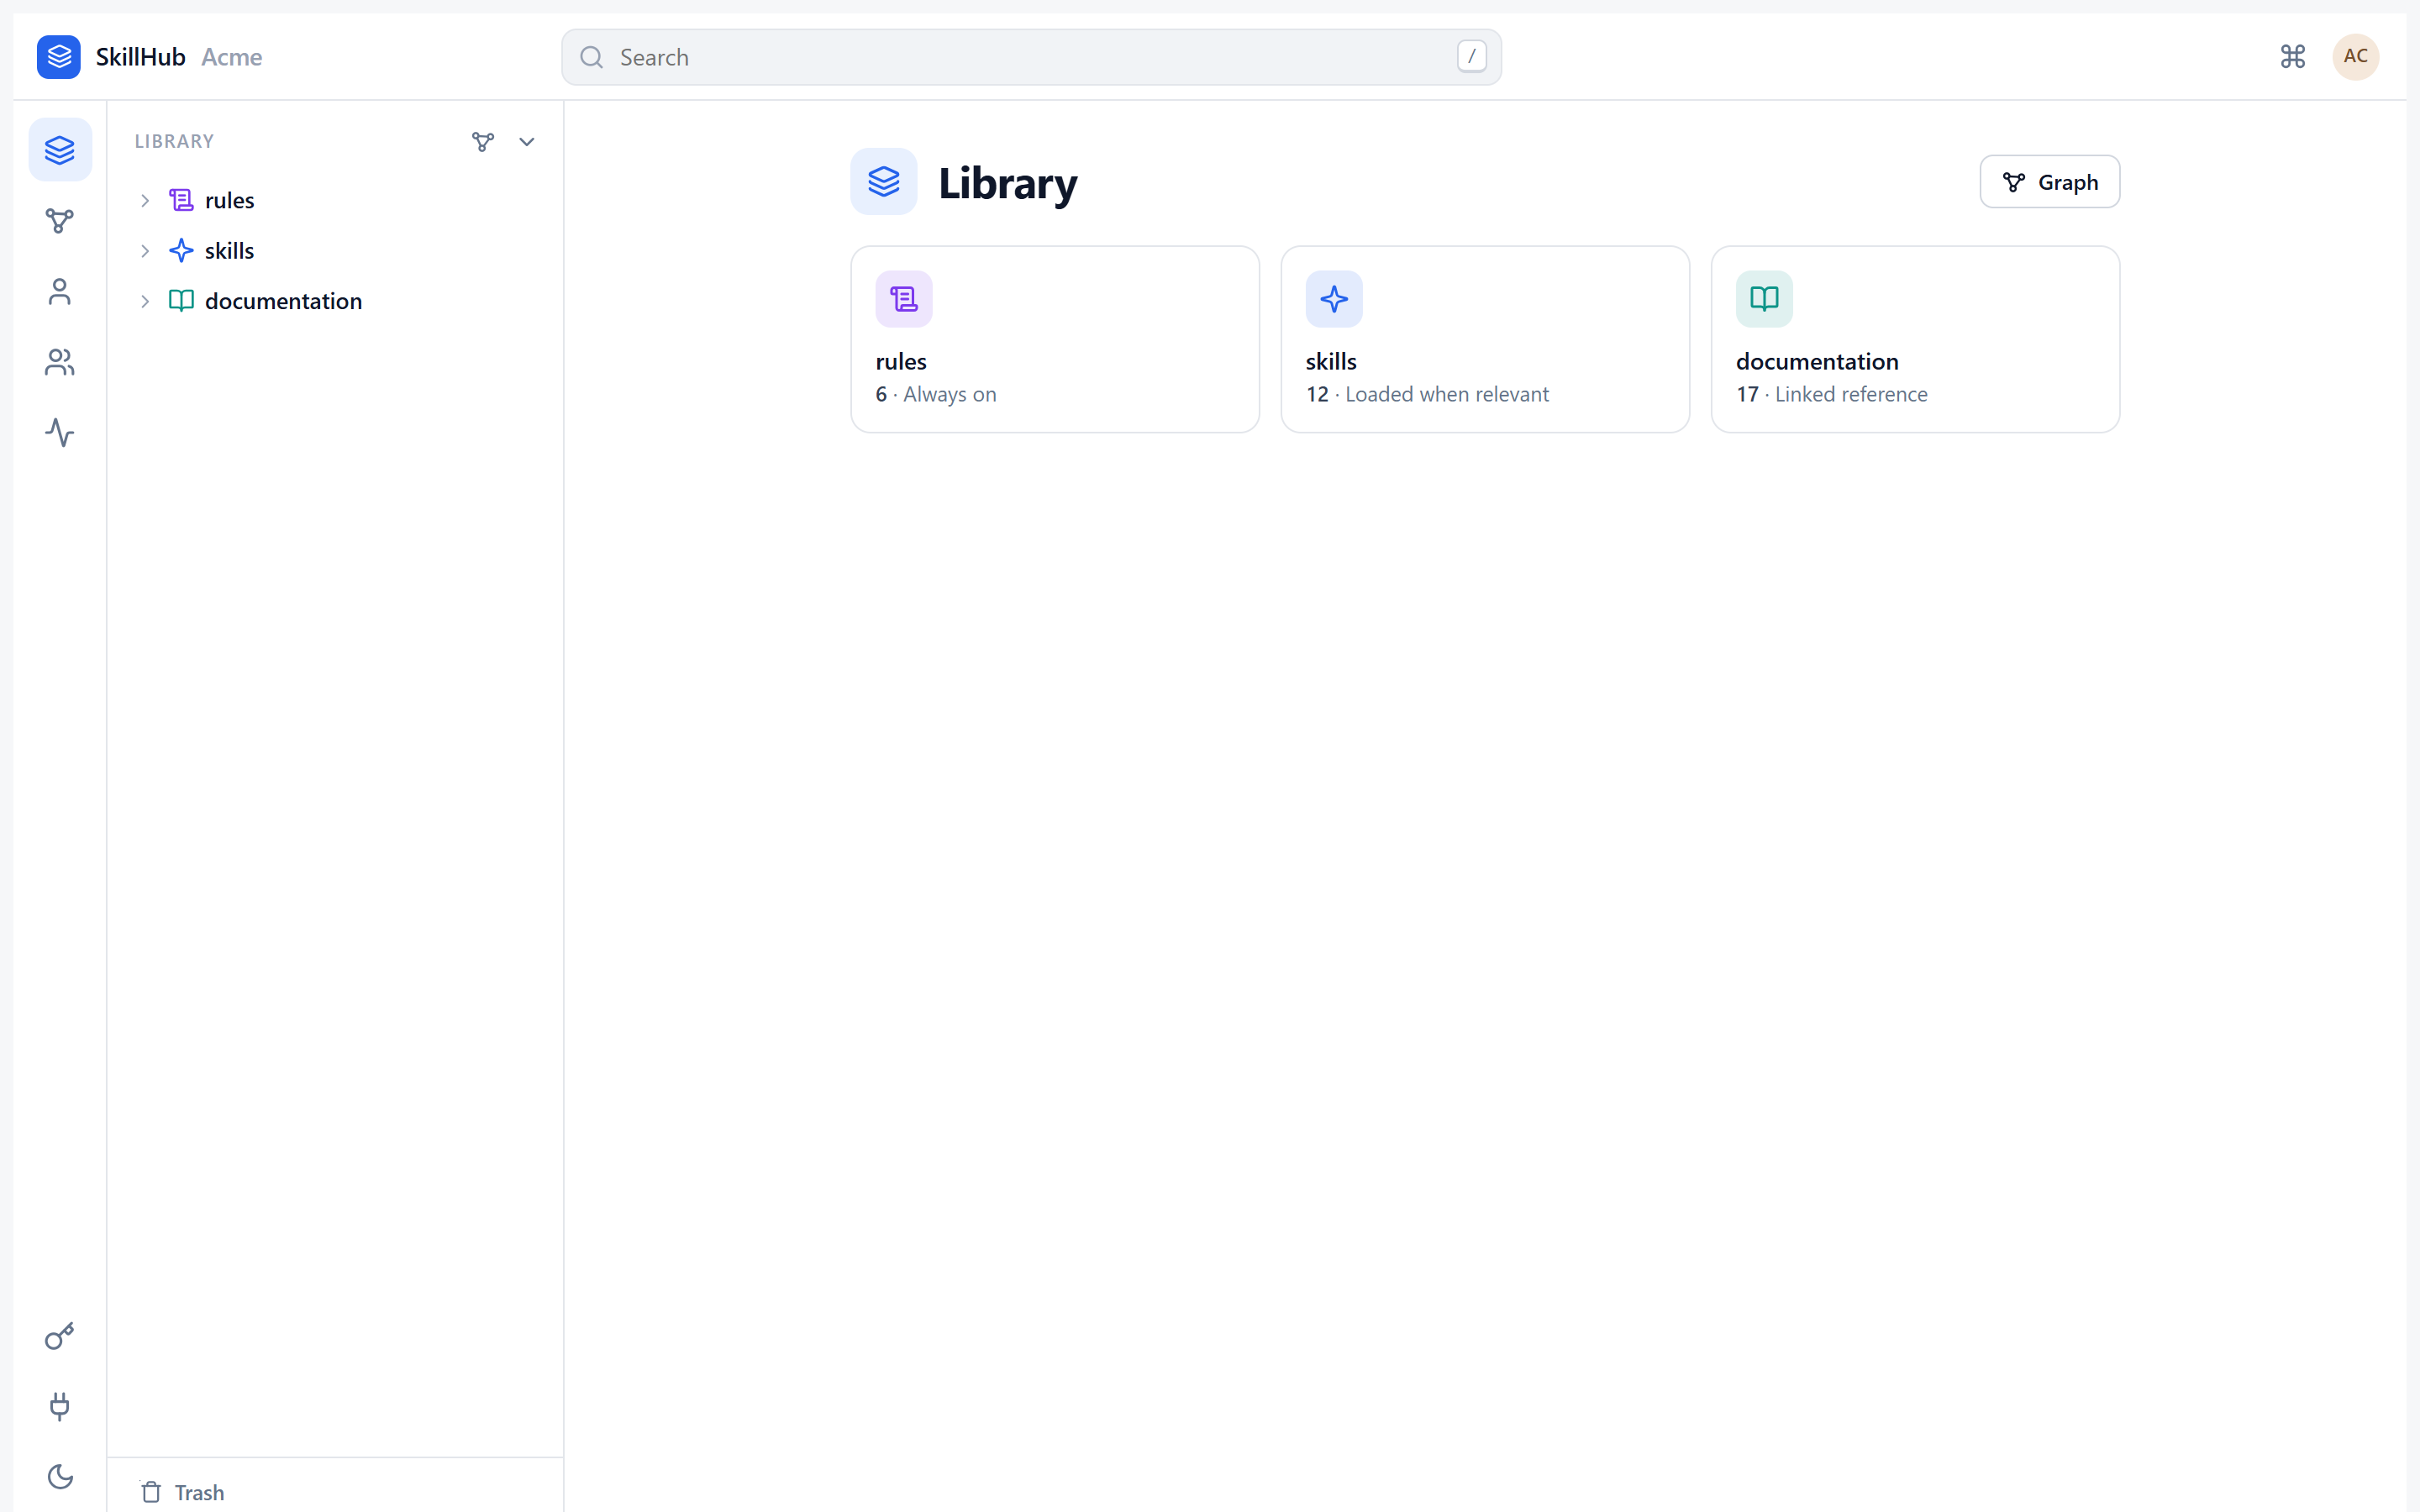 SkillHub Acme
Search /
AC
LIBRARY
rules
skills
documentation
Trash
Library
Graph
rules
6 · Always on
skills
12 · Loaded when relevant
documentation
17 · Linked reference